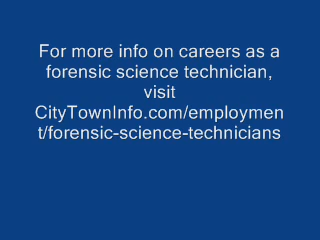 For more info on careers as a
forensic science technician,
visit
CityTownInfo.com/employmen
t/forensic-science-technicians